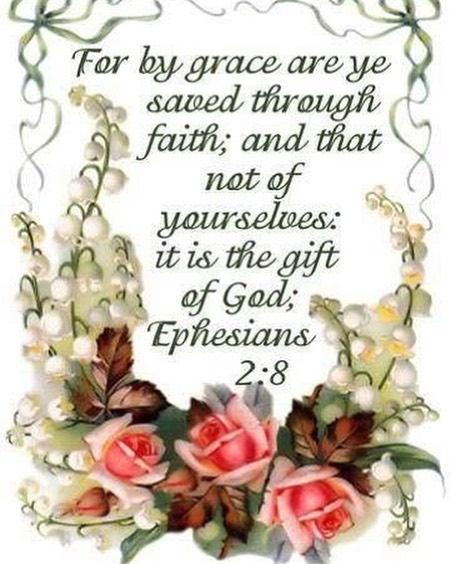 For by grace are ye
saved through
faith; and that
not of
yourselves:
it is the gift
of God;
Ephesians
2:8